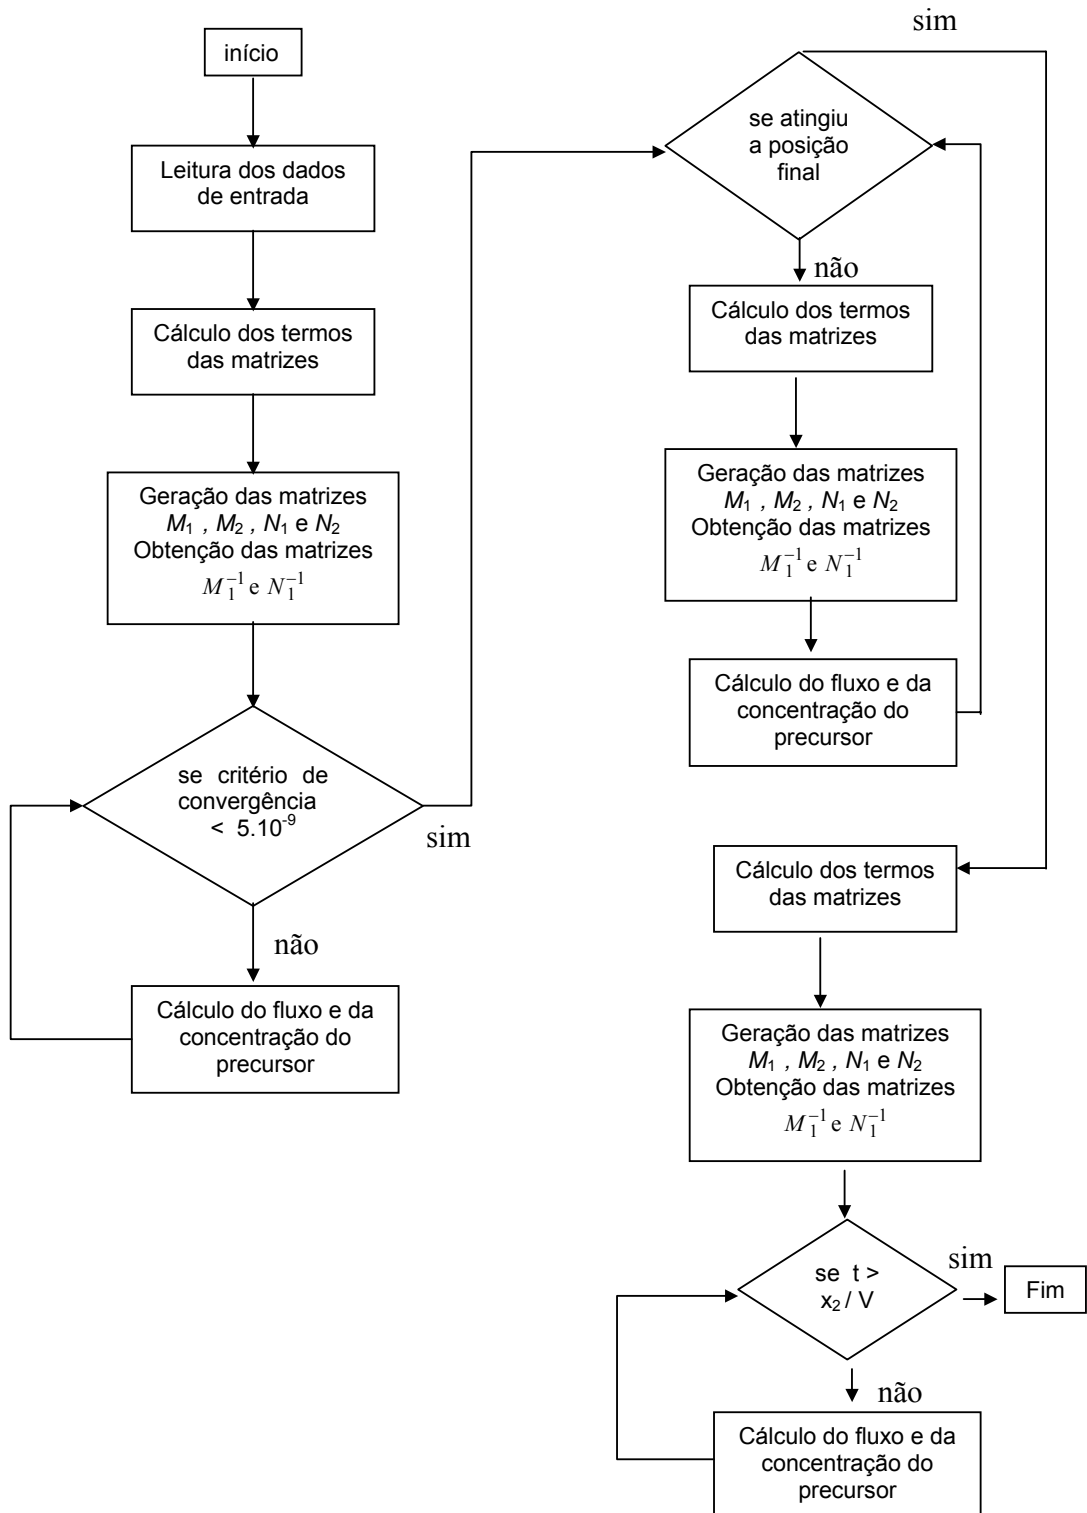 início
Leitura dos dados
de entrada
Cálculo dos termos
das matrizes
Geração das matrizes
M₁ , M₂ , N₁ e N₂
Obtenção das matrizes
M₁⁻¹ e N₁⁻¹
se critério de
convergência
< 5.10⁻⁹
sim
não
Cálculo do fluxo e da
concentração do
precursor
sim
se atingiu
a posição
final
não
Cálculo dos termos
das matrizes
Geração das matrizes
M₁ , M₂ , N₁ e N₂
Obtenção das matrizes
M₁⁻¹ e N₁⁻¹
Cálculo do fluxo e da
concentração do
precursor
Cálculo dos termos
das matrizes
Geração das matrizes
M₁ , M₂ , N₁ e N₂
Obtenção das matrizes
M₁⁻¹ e N₁⁻¹
se t >
x₂ / V
sim
Fim
não
Cálculo do fluxo e da
concentração do
precursor